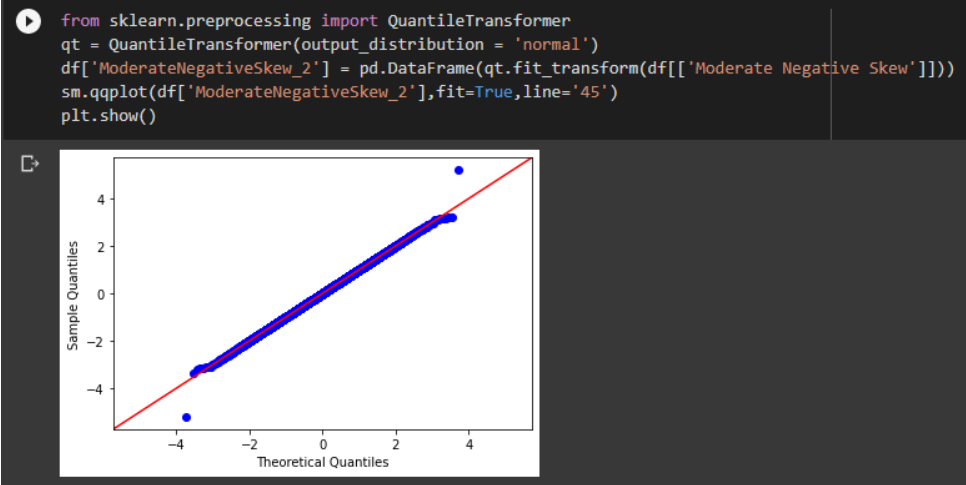 from sklearn.preprocessing import QuantileTransformer
qt = QuantileTransformer(output_distribution = 'normal')
df['ModerateNegativeSkew_2'] = pd.DataFrame(qt.fit_transform(df[['Moderate Negative Skew']]))
sm.qqplot(df['ModerateNegativeSkew_2'],fit=True,line='45')
plt.show()
4
2
0
−2
−4
Sample Quantiles
−4 −2 0 2 4
Theoretical Quantiles